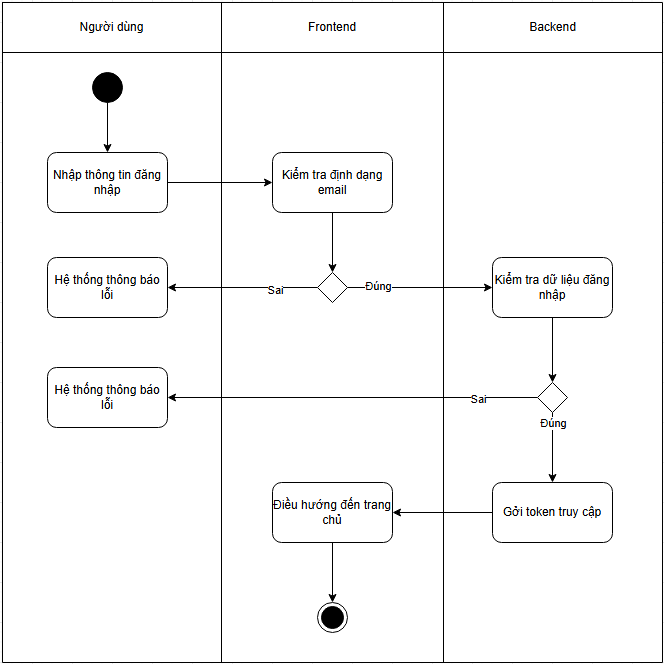 Người dùng
Frontend
Backend
Nhập thông tin đăng
nhập
Kiểm tra định dạng
email
Hệ thống thông báo
lỗi
Sai
Đúng
Kiểm tra dữ liệu đăng
nhập
Hệ thống thông báo
lỗi
Sai
Đúng
Điều hướng đến trang
chủ
Gởi token truy cập